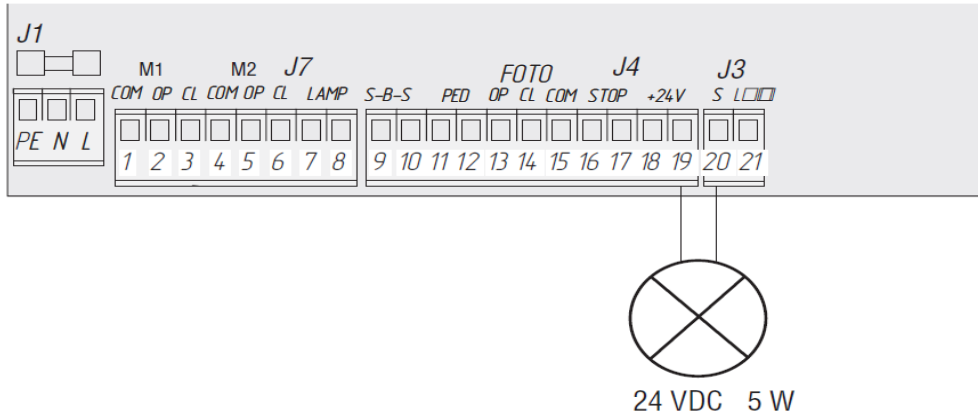 J1
M1 M2 J7 FOTO J4 J3
COM OP CL COM OP CL LAMP S-B-S PED OP CL COM STOP +24V S
PE N L
1 2 3 4 5 6 7 8 9 10 11 12 13 14 15 16 17 18 19 20 21
24 VDC 5 W